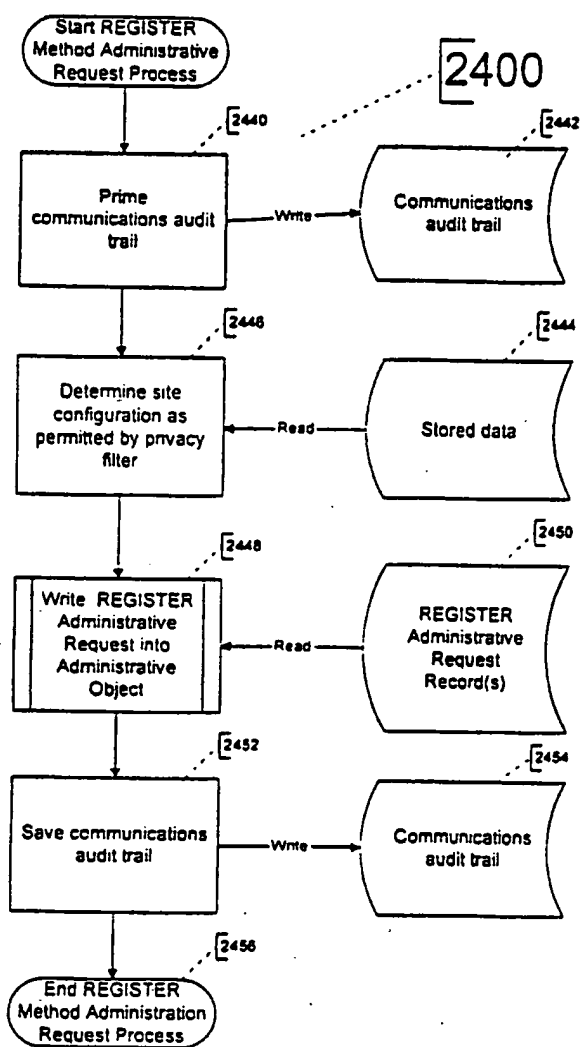 Start REGISTER
Method Administrative
Request Process
2400
2440
2442
Prime
communications audit
trail
Write
Communications
audit trail
2446
2444
Determine site
configuration as
permitted by privacy
filter
Read
Stored data
2448
2450
Write REGISTER
Administrative
Request into
Administrative
Object
Read
REGISTER
Administrative
Request
Record(s)
2452
2454
Save communications
audit trail
Write
Communications
audit trail
2456
End REGISTER
Method Administration
Request Process